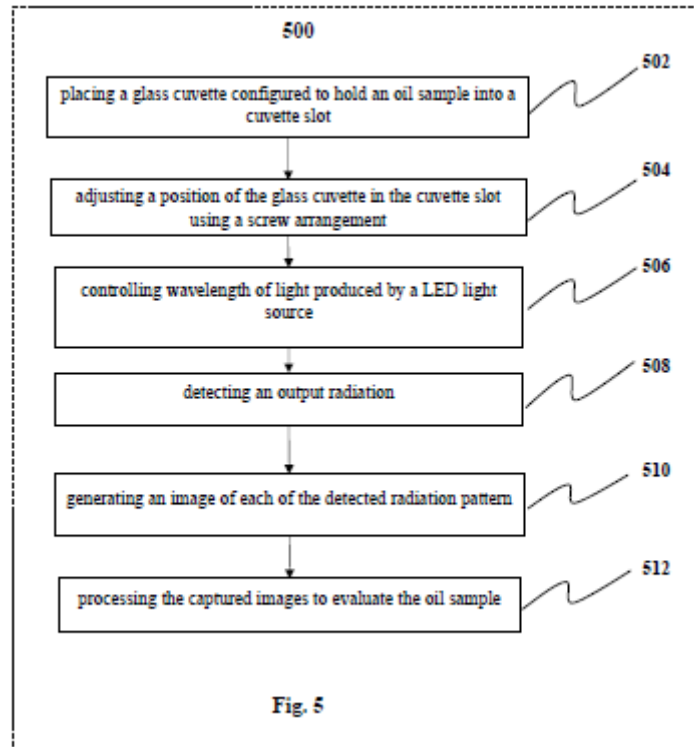 500
502
placing a glass cuvette configured to hold an oil sample into a
cuvette slot
504
adjusting a position of the glass cuvette in the cuvette slot
using a screw arrangement
506
controlling wavelength of light produced by a LED light
source
508
detecting an output radiation
510
generating an image of each of the detected radiation pattern
512
processing the captured images to evaluate the oil sample
Fig. 5